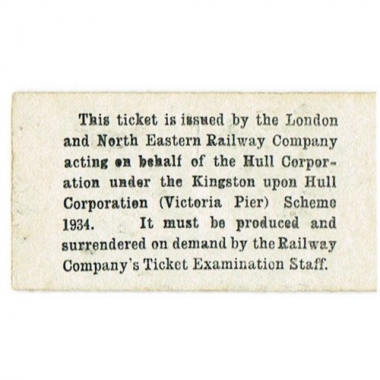 This ticket is issued by the London
and North Eastern Railway Company
acting on behalf of the Hull Corpor-
ation under the Kingston upon Hull
Corporation (Victoria Pier) Scheme
1934. It must be produced and
surrendered on demand by the Railway
Company's Ticket Examination Staff.